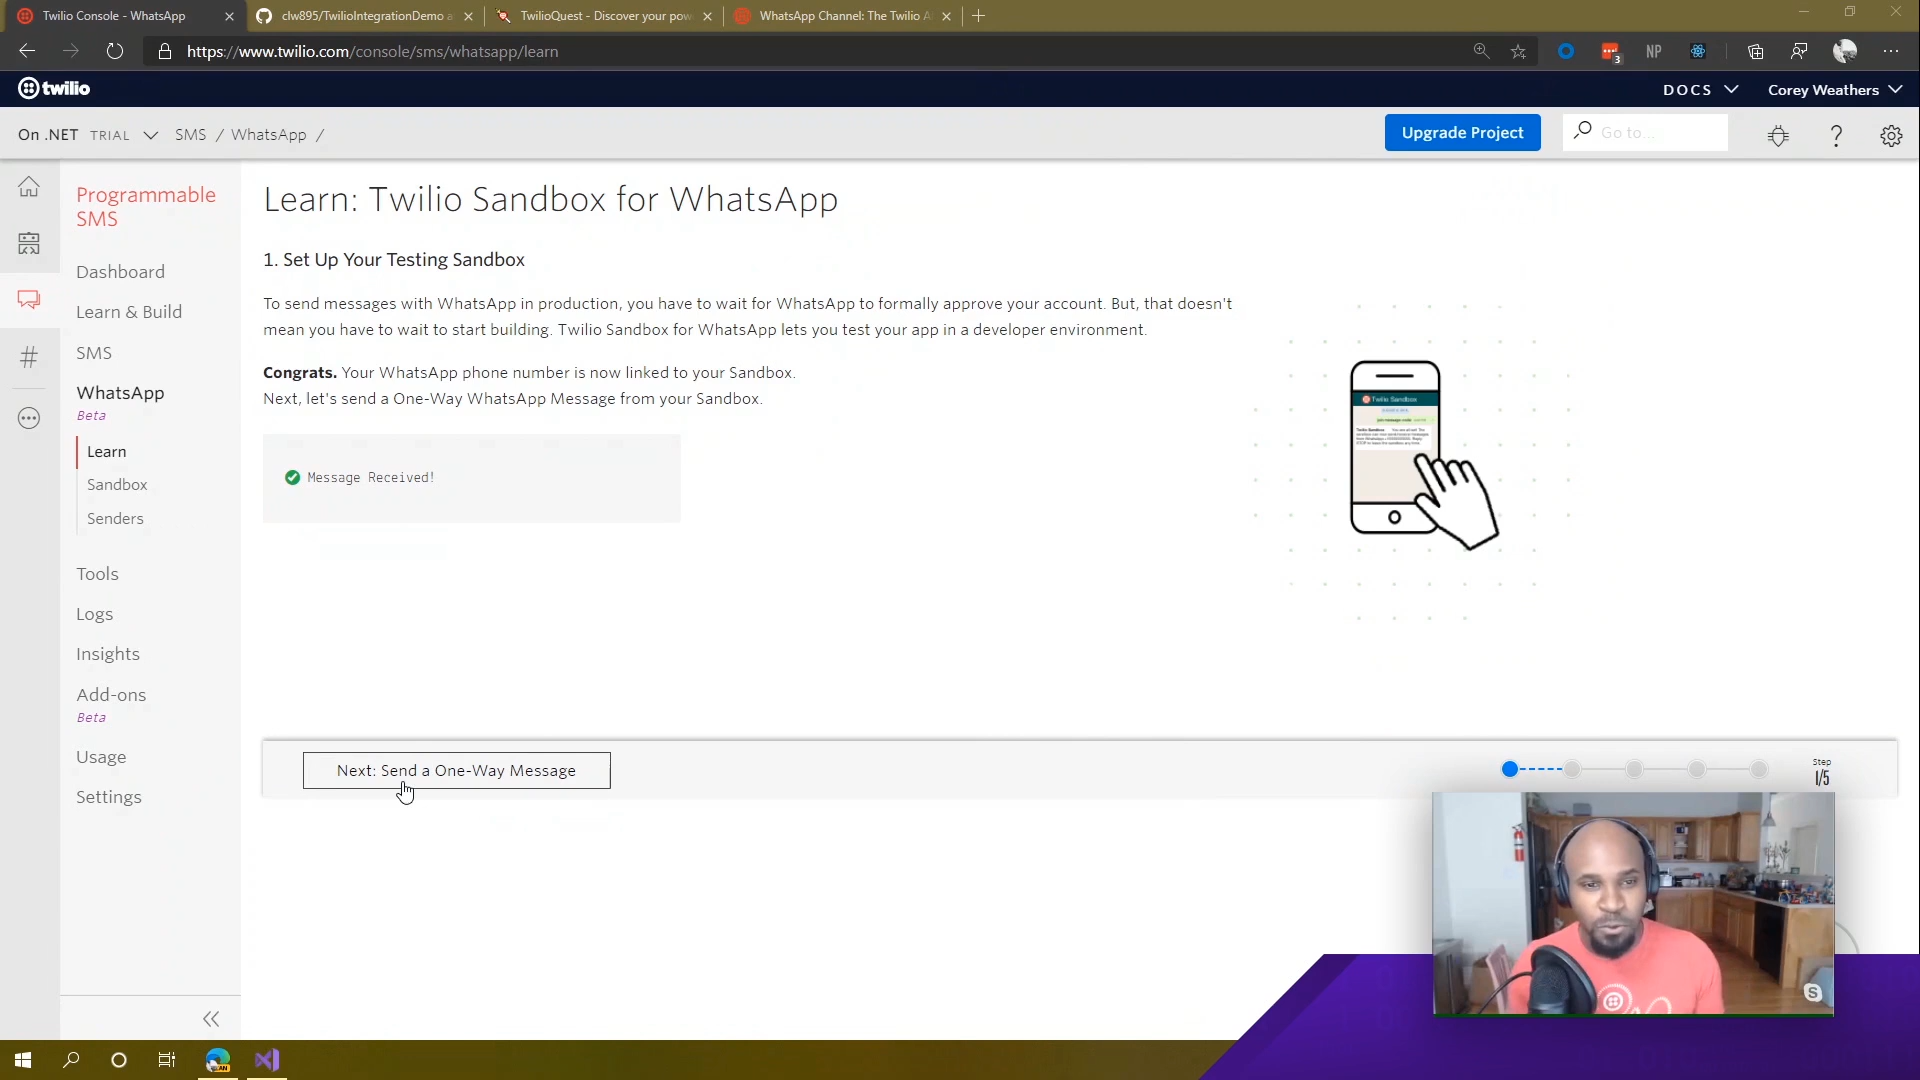 Twilio Console - WhatsApp
clw895/TwilioIntegrationDemo
TwilioQuest - Discover your pow
WhatsApp Channel: The Twilio A
https://www.twilio.com/console/sms/whatsapp/learn
3
NP
twilio
DOCS
Corey Weathers
On .NET TRIAL
SMS / WhatsApp /
Upgrade Project
Go to...
?
Programmable
SMS
Dashboard
Learn & Build
SMS
WhatsApp
Beta
Learn
Sandbox
Senders
Tools
Logs
Insights
Add-ons
Beta
Usage
Settings
Learn: Twilio Sandbox for WhatsApp
1. Set Up Your Testing Sandbox
To send messages with WhatsApp in production, you have to wait for WhatsApp to formally approve your account. But, that doesn't
mean you have to wait to start building. Twilio Sandbox for WhatsApp lets you test your app in a developer environment.
Congrats. Your WhatsApp phone number is now linked to your Sandbox.
Next, let's send a One-Way WhatsApp Message from your Sandbox.
Message Received!
Twilio Sandbox
Next: Send a One-Way Message
Step
1/5
S